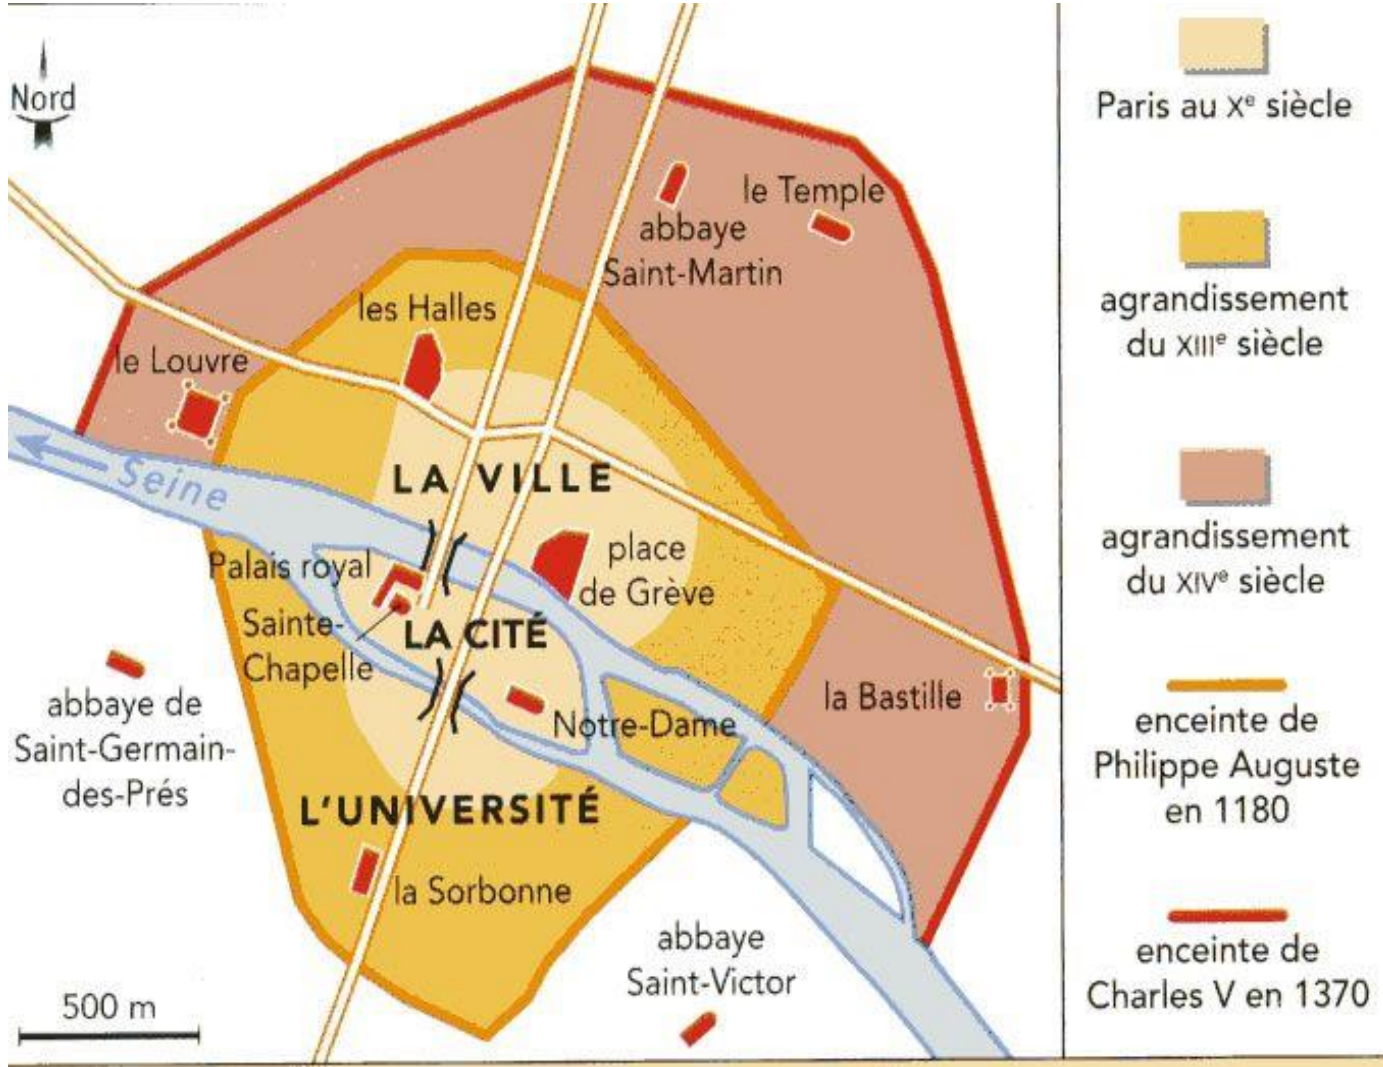 Nord
le Temple
abbaye
Saint-Martin
les Halles
le Louvre
Seine
LA VILLE
place
de Grève
Palais royal
Sainte-
Chapelle
LA CITÉ
la Bastille
Notre-Dame
abbaye de
Saint-Germain-
des-Prés
L'UNIVERSITÉ
la Sorbonne
abbaye
Saint-Victor
500 m
Paris au Xe siècle
agrandissement
du XIIIe siècle
agrandissement
du XIVe siècle
enceinte de
Philippe Auguste
en 1180
enceinte de
Charles V en 1370